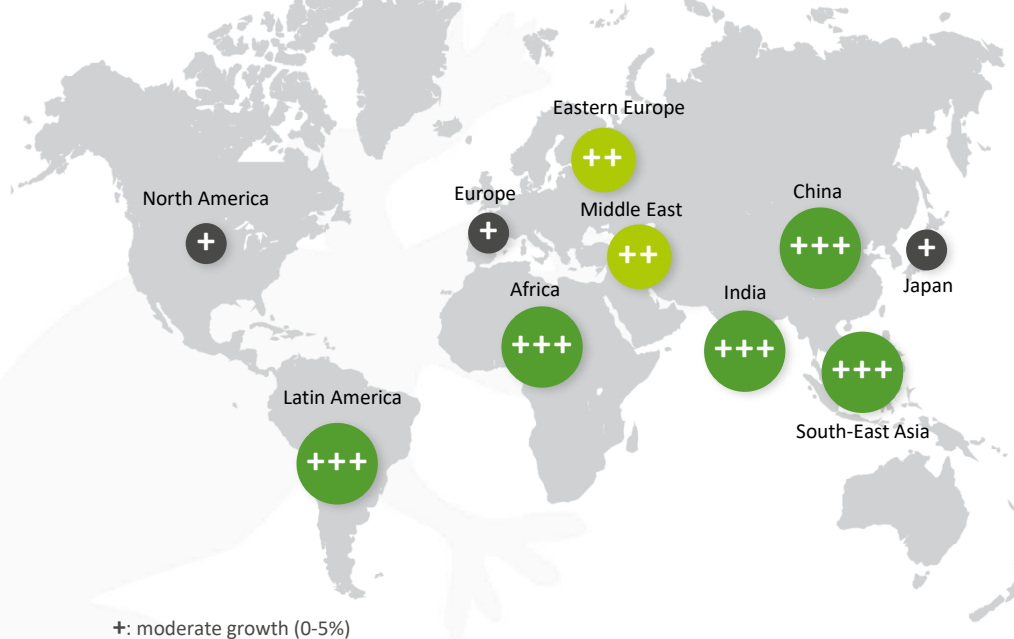 Eastern Europe
++
North America
+
Europe
+
Middle East
++
China
+++
+
Japan
Africa
+++
India
+++
+++
South-East Asia
Latin America
+++
+: moderate growth (0-5%)